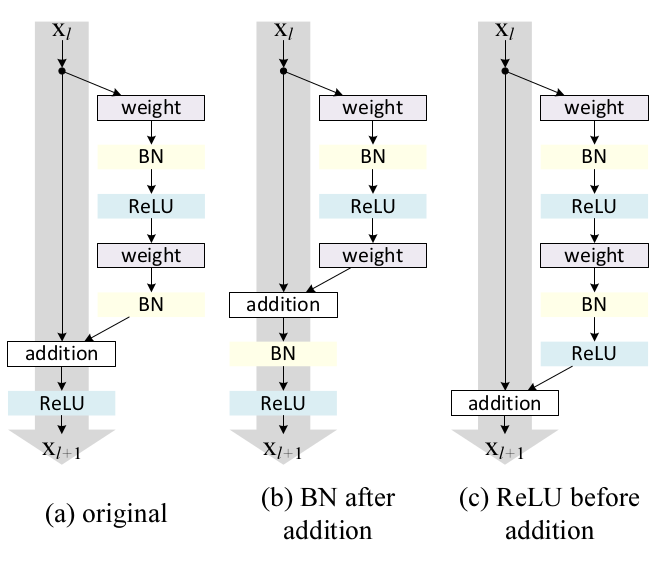 x_l
weight
BN
ReLU
weight
BN
addition
ReLU
x_{l+1}
(a) original
x_l
weight
BN
ReLU
weight
addition
BN
ReLU
x_{l+1}
(b) BN after
addition
x_l
weight
BN
ReLU
weight
BN
ReLU
addition
x_{l+1}
(c) ReLU before
addition